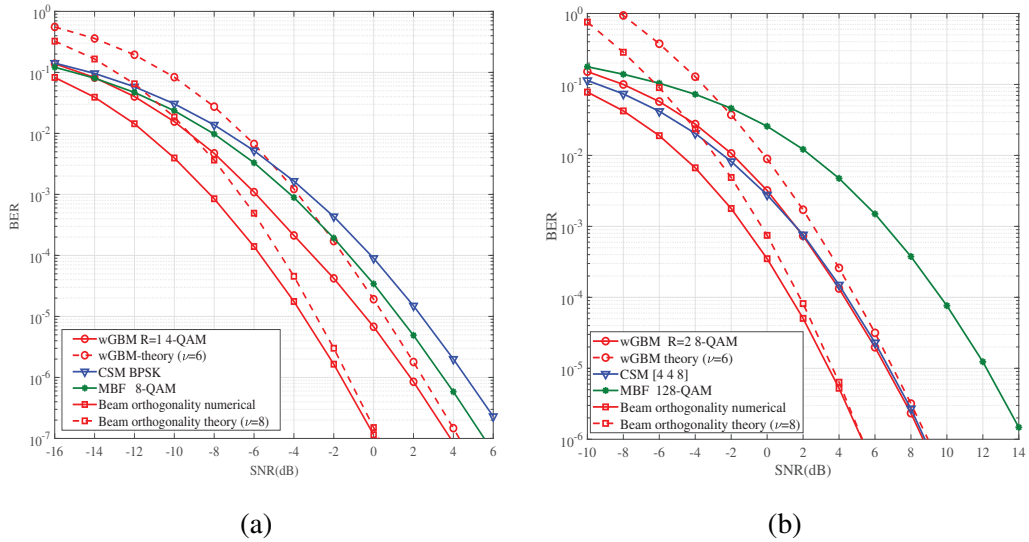 10^0
10^-1
10^-2
10^-3
10^-4
10^-5
10^-6
10^-7
BER
wGBM R=1 4-QAM
wGBM-theory (ν=6)
CSM BPSK
MBF 8-QAM
Beam orthogonality numerical
Beam orthogonality theory (ν=8)
-16 -14 -12 -10 -8 -6 -4 -2 0 2 4 6
SNR(dB)
(a)
10^0
10^-1
10^-2
10^-3
10^-4
10^-5
10^-6
BER
wGBM R=2 8-QAM
wGBM theory (ν=6)
CSM [4 4 8]
MBF 128-QAM
Beam orthogonality numerical
Beam orthogonality theory (ν=8)
-10 -8 -6 -4 -2 0 2 4 6 8 10 12 14
SNR(dB)
(b)